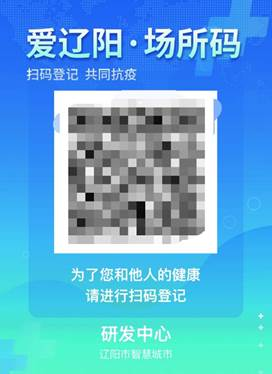 爱辽阳·场所码
扫码登记 共同抗疫
为了您和他人的健康
请进行扫码登记
研发中心
辽阳市智慧城市